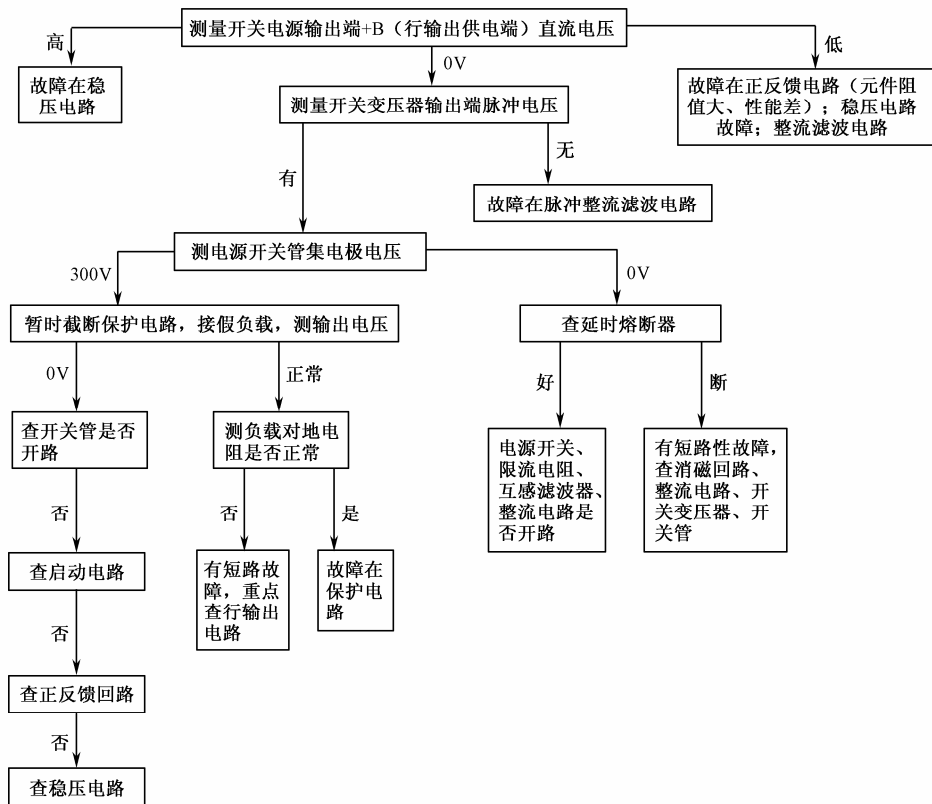 测量开关电源输出端+B（行输出供电端）直流电压
高
0V
低
故障在稳
压电路
测量开关变压器输出端脉冲电压
故障在正反馈电路（元件阻
值大、性能差）；稳压电路
故障；整流滤波电路
有
无
故障在脉冲整流滤波电路
测电源开关管集电极电压
300V
0V
暂时截断保护电路，接假负载，测输出电压
查延时熔断器
0V
正常
好
断
查开关管是否
开路
测负载对地电
阻是否正常
电源开关、
限流电阻、
互感滤波器、
整流电路是
否开路
有短路性故障，
查消磁回路、
整流电路、开
关变压器、开
关管
否
否
是
查启动电路
有短路故
障，重点
查行输出
电路
故障在
保护电
路
否
查正反馈回路
否
查稳压电路